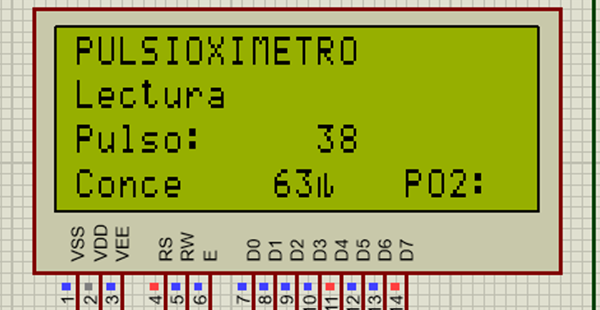 PULSIOXIMETRO
Lectura
Pulso: 38
Conce 63 PO2:
VSS VDD VEE RS RW E D0 D1 D2 D3 D4 D5 D6 D7
1 2 3 4 5 6 7 8 9 10 11 12 13 14